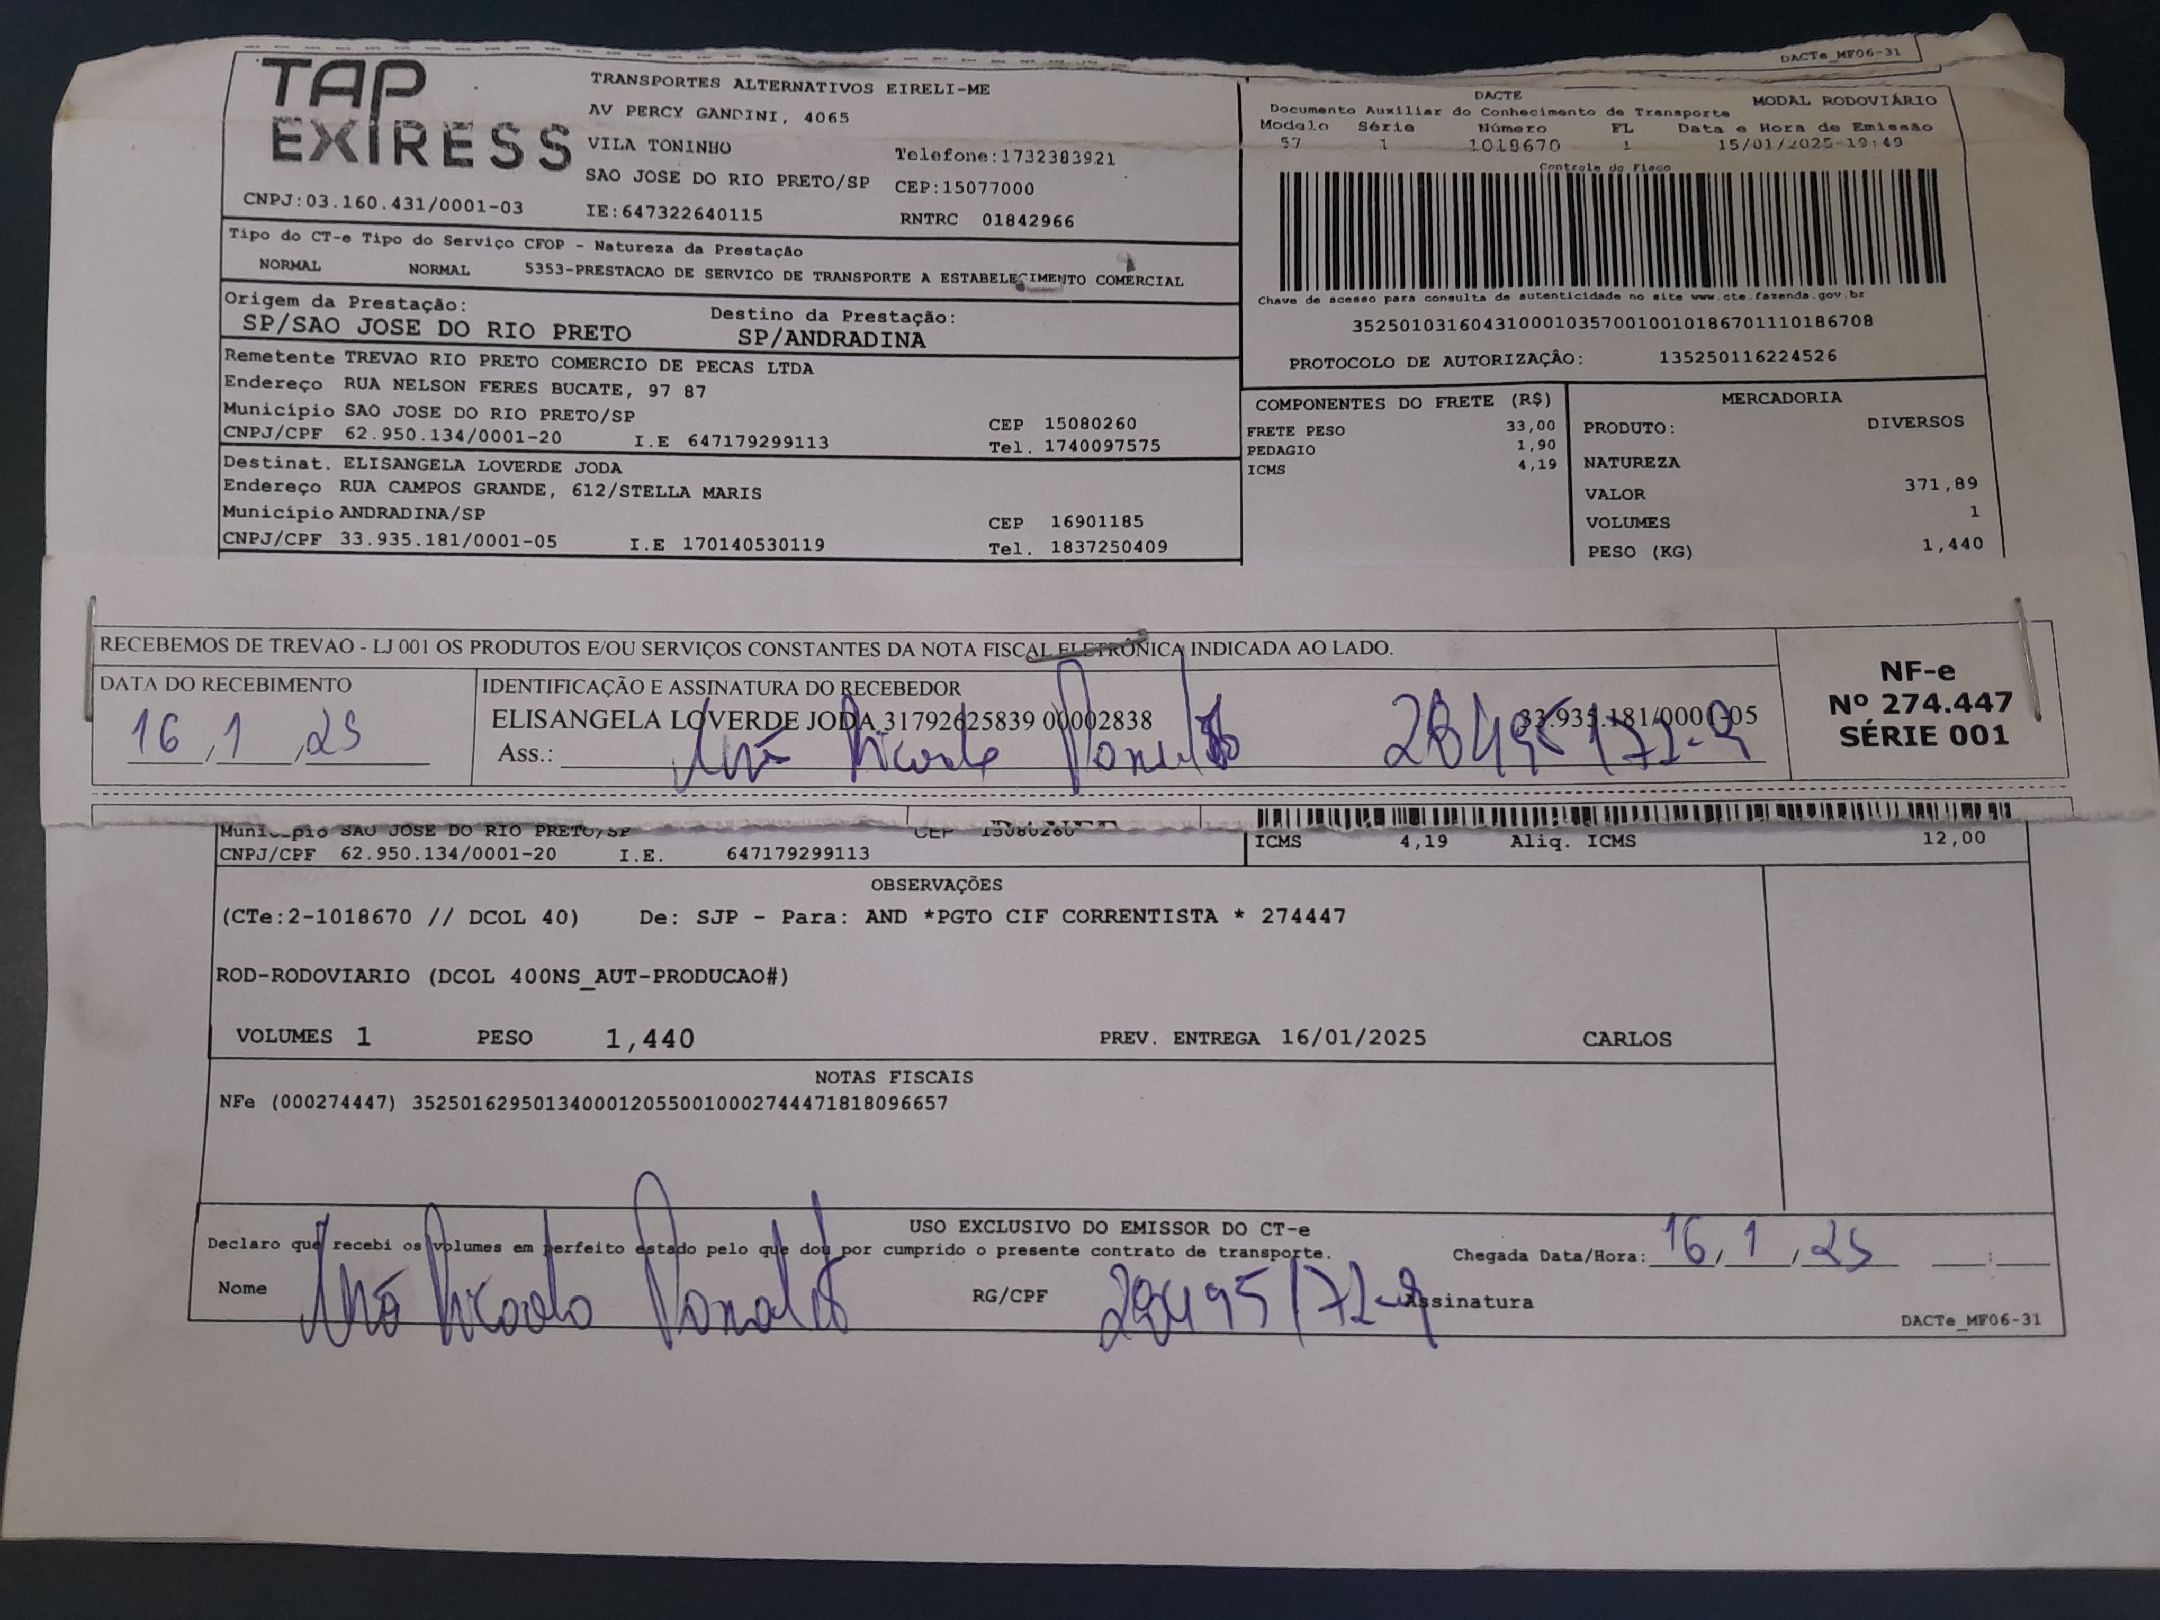 DACTe_MF06-31
TAP
EXIRESS
TRANSPORTES ALTERNATIVOS EIRELI-ME
AV PERCY GANDINI, 4065
VILA TONINHO
Telefone:1732383921
SAO JOSE DO RIO PRETO/SP CEP:15077000
CNPJ:03.160.431/0001-03 IE:647322640115 RNTRC 01842966
DACTE
Documento Auxiliar do Conhecimento de Transporte MODAL RODOVIÁRIO
Modelo Série Número FL Data e Hora de Emissão
57 1 1018670 1 15/01/2025-19:49
Controle do Fisco
Chave de acesso para consulta de autenticidade no site www.cte.fazenda.gov.br
35250103160431000103570010010186701110186708
PROTOCOLO DE AUTORIZAÇÃO: 135250116224526
Tipo do CT-e Tipo do Serviço CFOP - Natureza da Prestação
NORMAL NORMAL 5353-PRESTACAO DE SERVICO DE TRANSPORTE A ESTABELECIMENTO COMERCIAL
Origem da Prestação: Destino da Prestação:
SP/SAO JOSE DO RIO PRETO SP/ANDRADINA
Remetente TREVAO RIO PRETO COMERCIO DE PECAS LTDA
Endereço RUA NELSON FERES BUCATE, 97 87
Município SAO JOSE DO RIO PRETO/SP CEP 15080260
CNPJ/CPF 62.950.134/0001-20 I.E 647179299113 Tel. 1740097575
Destinat. ELISANGELA LOVERDE JODA
Endereço RUA CAMPOS GRANDE, 612/STELLA MARIS
Município ANDRADINA/SP CEP 16901185
CNPJ/CPF 33.935.181/0001-05 I.E 170140530119 Tel. 1837250409
COMPONENTES DO FRETE (R$)
FRETE PESO 33,00
PEDAGIO 1,90
ICMS 4,19
MERCADORIA
PRODUTO: DIVERSOS
NATUREZA
VALOR 371,89
VOLUMES 1
PESO (KG) 1,440
RECEBEMOS DE TREVAO - LJ 001 OS PRODUTOS E/OU SERVIÇOS CONSTANTES DA NOTA FISCAL ELETRÔNICA INDICADA AO LADO.
DATA DO RECEBIMENTO
16/1/25
IDENTIFICAÇÃO E ASSINATURA DO RECEBEDOR
ELISANGELA LOVERDE JODA 31792625839 00002838 33.935.181/0001-05
Ass.:
NF-e
Nº 274.447
SÉRIE 001
Município SAO JOSE DO RIO PRETO/SP CEP 15080260
CNPJ/CPF 62.950.134/0001-20 I.E. 647179299113
ICMS 4,19 Aliq. ICMS 12,00
OBSERVAÇÕES
(CTe:2-1018670 // DCOL 40) De: SJP - Para: AND *PGTO CIF CORRENTISTA * 274447
ROD-RODOVIARIO (DCOL 400NS_AUT-PRODUCAO#)
VOLUMES 1 PESO 1,440 PREV. ENTREGA 16/01/2025 CARLOS
NOTAS FISCAIS
NFe (000274447) 35250162950134000120550010002744471818096657
USO EXCLUSIVO DO EMISSOR DO CT-e
Declaro que recebi os volumes em perfeito estado pelo que dou por cumprido o presente contrato de transporte. Chegada Data/Hora: 16/1/25 :
Nome RG/CPF Assinatura
DACTe_MF06-31